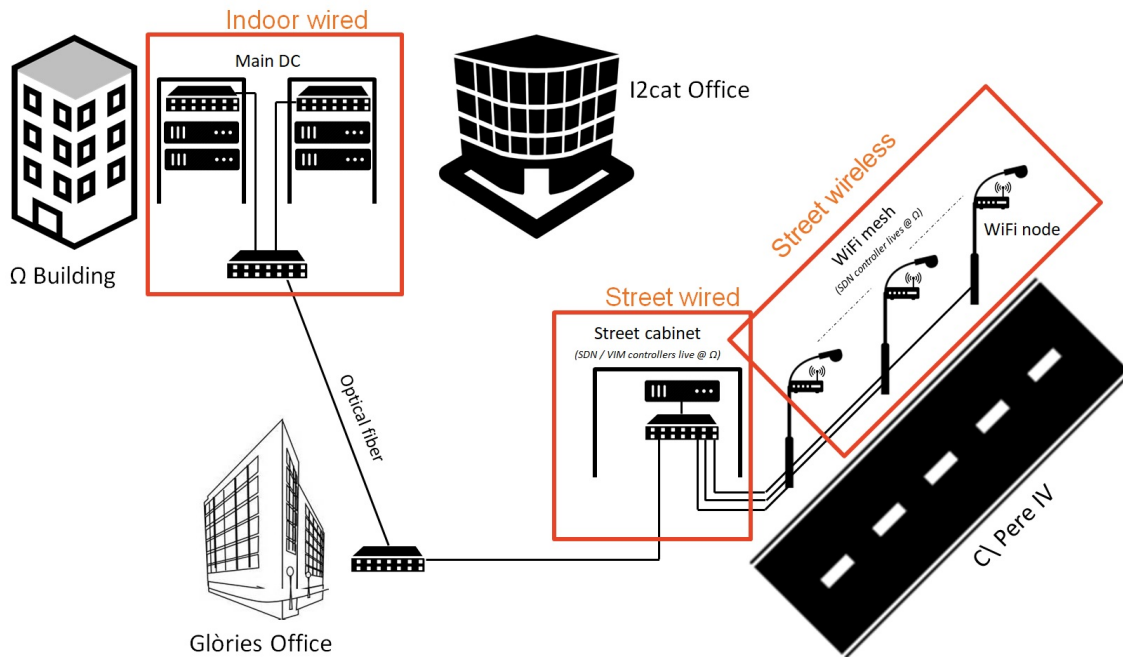 Indoor wired
Main DC
Ω Building
I2cat Office
Street wireless
WiFi mesh
(SDN controller lives @ Ω)
WiFi node
Street wired
Street cabinet
(SDN / VIM controllers live @ Ω)
Optical fiber
C\ Pere IV
Glòries Office